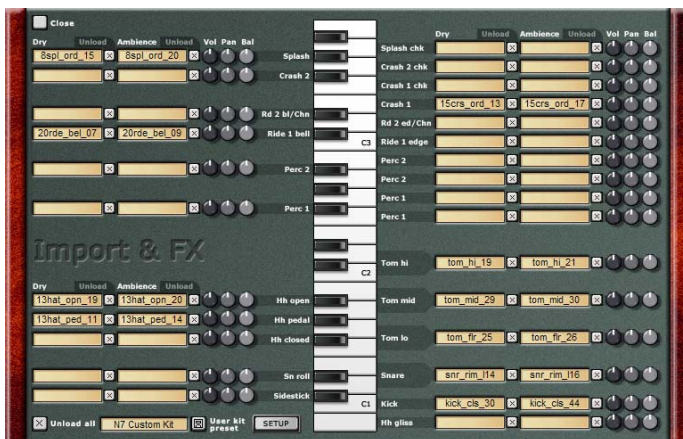 Close
Dry Unload Ambience Unload Vol Pan Bal
8spl_ord_15 8spl_ord_20 Splash
Crash 2
Rd 2 bl/Chn
20rde_bel_07 20rde_bel_09 Ride 1 bell
Perc 2
Perc 1
Import & FX
Dry Unload Ambience Unload
13hat_opn_19 13hat_opn_20 Hh open
13hat_ped_11 13hat_ped_14 Hh pedal
Hh closed
Sn roll
Sidestick
Unload all N7 Custom Kit User kit preset SETUP
C3
C2
C1
Dry Unload Ambience Unload Vol Pan Bal
Splash chk
Crash 2 chk
Crash 1 chk
Crash 1 15crs_ord_13 15crs_ord_17
Rd 2 ed/Chn
Ride 1 edge
Perc 2
Perc 2
Perc 1
Perc 1
Tom hi tom_hi_19 tom_hi_21
Tom mid tom_mid_29 tom_mid_30
Tom lo tom_flr_25 tom_flr_26
Snare snr_rim_l14 snr_rim_l16
Kick kick_cls_30 kick_cls_44
Hh gliss